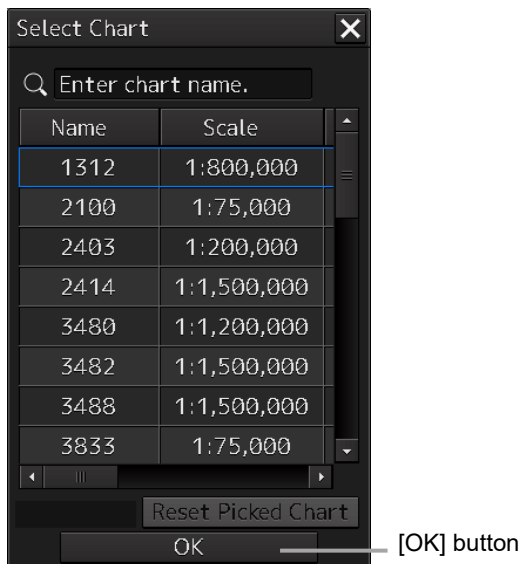 Select Chart
Enter chart name.
Name Scale
1312 1:800,000
2100 1:75,000
2403 1:200,000
2414 1:1,500,000
3480 1:1,200,000
3482 1:1,500,000
3488 1:1,500,000
3833 1:75,000
Reset Picked Chart
OK [OK] button